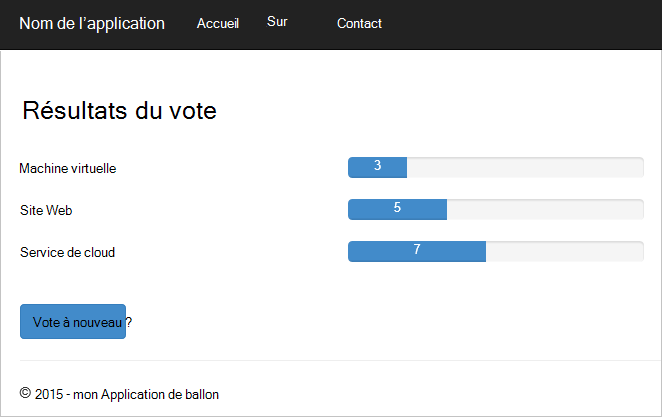 Nom de l’application Accueil Sur Contact
Résultats du vote
Machine virtuelle 3
Site Web 5
Service de cloud 7
Vote à nouveau ?
© 2015 - mon Application de ballon